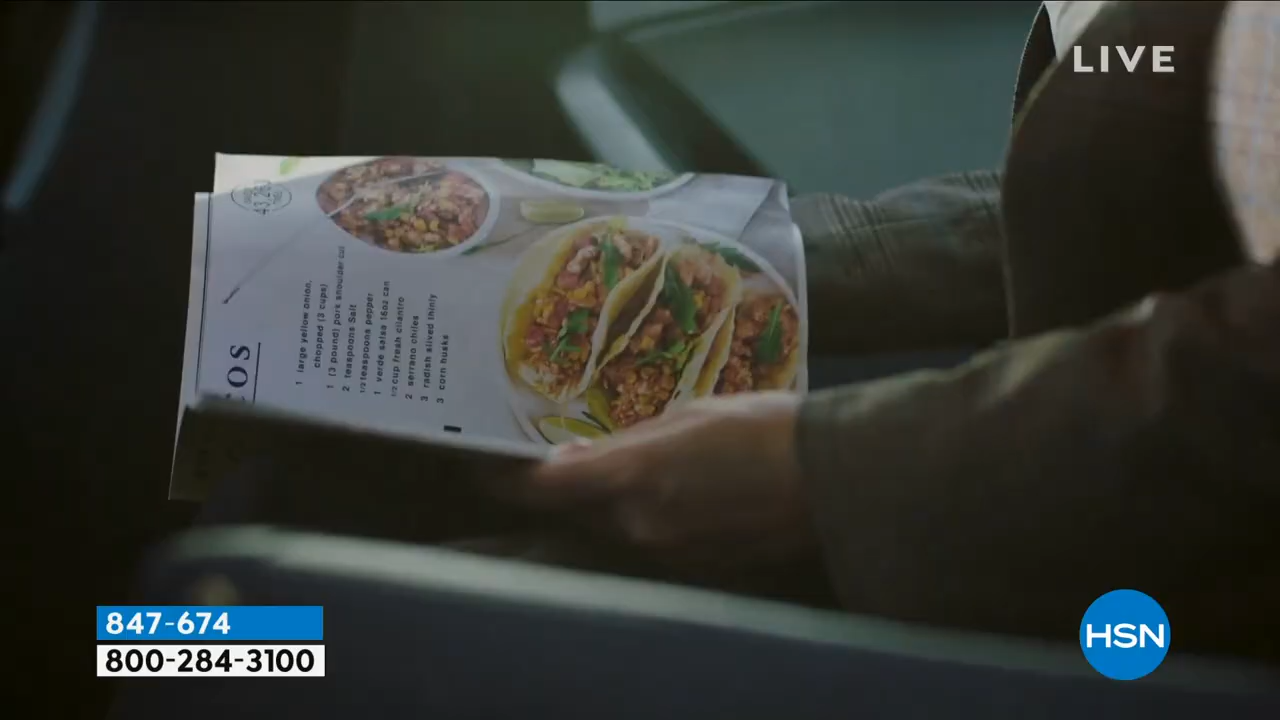 LIVE
1 large yellow onion,
chopped (3 cups)
1 (3 pound) pork shoulder cut
2 teaspoons Salt
1/2 teaspoons pepper
1 verde salsa 16oz can
1/2 cup fresh cilantro
2 serrano chiles
3 radish slived thinly
3 corn husks
847-674
800-284-3100
HSN